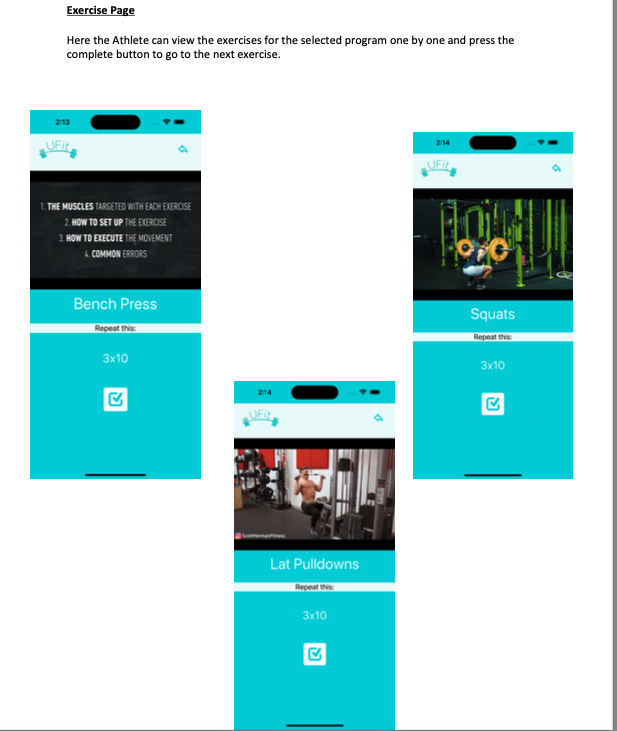 Exercise Page
Here the Athlete can view the exercises for the selected program one by one and press the
complete button to go to the next exercise.
2:13
UFit
1. THE MUSCLES TARGETED WITH EACH EXERCISE
2. HOW TO SET UP THE EXERCISE
3. HOW TO EXECUTE THE MOVEMENT
4. COMMON ERRORS
Bench Press
Repeat this:
3x10
2:14
UFit
Squats
Repeat this:
3x10
2:14
UFit
ScottHermanFitness
Lat Pulldowns
Repeat this:
3x10